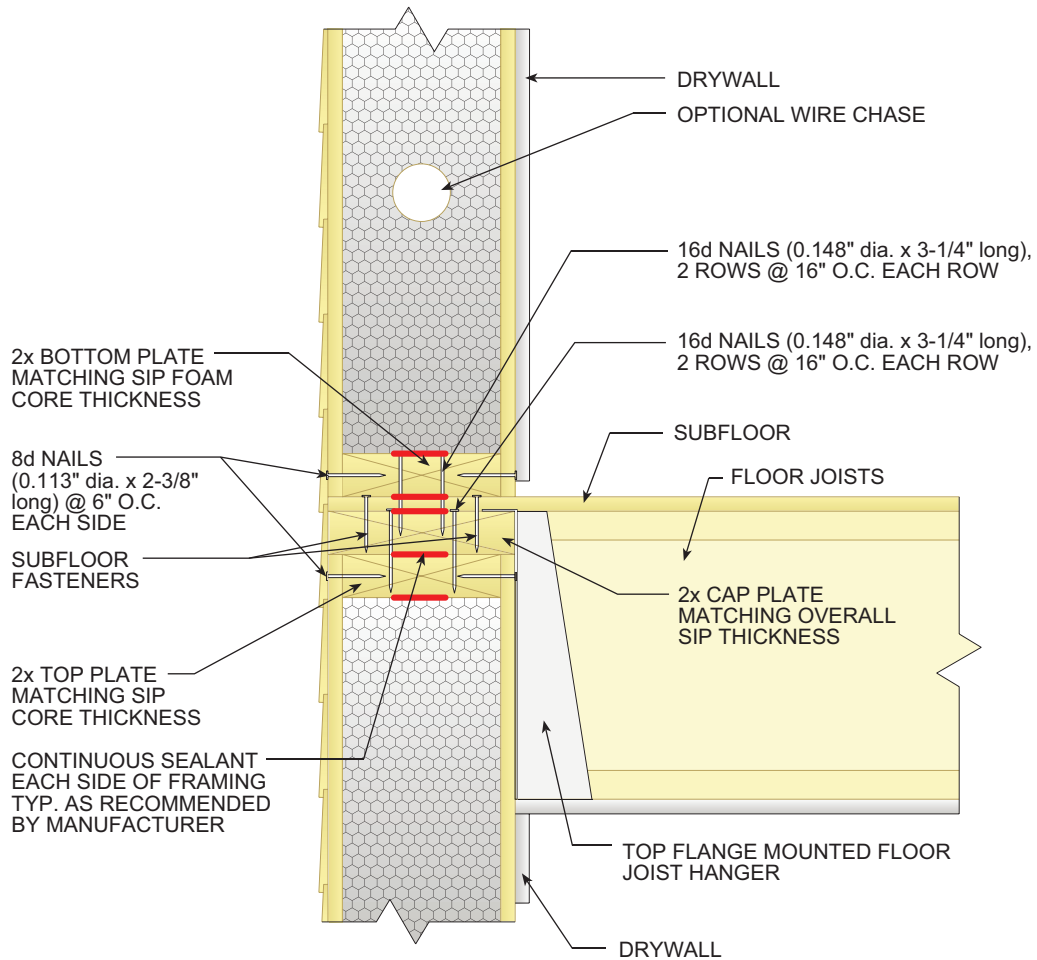 DRYWALL
OPTIONAL WIRE CHASE
16d NAILS (0.148" dia. x 3-1/4" long),
2 ROWS @ 16" O.C. EACH ROW
16d NAILS (0.148" dia. x 3-1/4" long),
2 ROWS @ 16" O.C. EACH ROW
2x BOTTOM PLATE
MATCHING SIP FOAM
CORE THICKNESS
SUBFLOOR
8d NAILS
(0.113" dia. x 2-3/8"
long) @ 6" O.C.
EACH SIDE
FLOOR JOISTS
SUBFLOOR
FASTENERS
2x CAP PLATE
MATCHING OVERALL
SIP THICKNESS
2x TOP PLATE
MATCHING SIP
CORE THICKNESS
CONTINUOUS SEALANT
EACH SIDE OF FRAMING
TYP. AS RECOMMENDED
BY MANUFACTURER
TOP FLANGE MOUNTED FLOOR
JOIST HANGER
DRYWALL